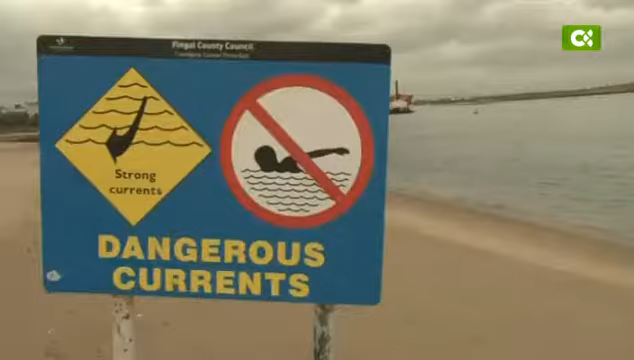 Fingal County Council
Strong
currents
DANGEROUS
CURRENTS